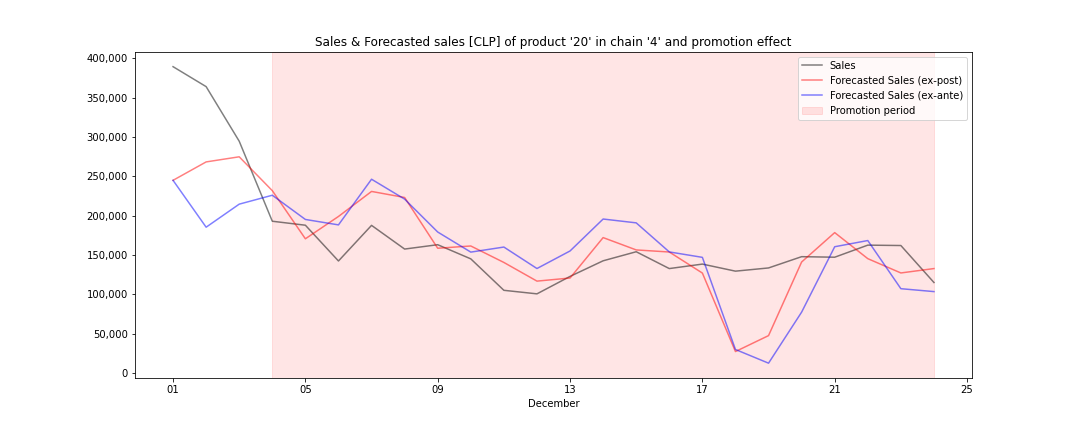 Sales & Forecasted sales [CLP] of product '20' in chain '4' and promotion effect
400,000
350,000
300,000
250,000
200,000
150,000
100,000
50,000
0
Sales
Forecasted Sales (ex-post)
Forecasted Sales (ex-ante)
Promotion period
01 05 09 13 17 21 25
December